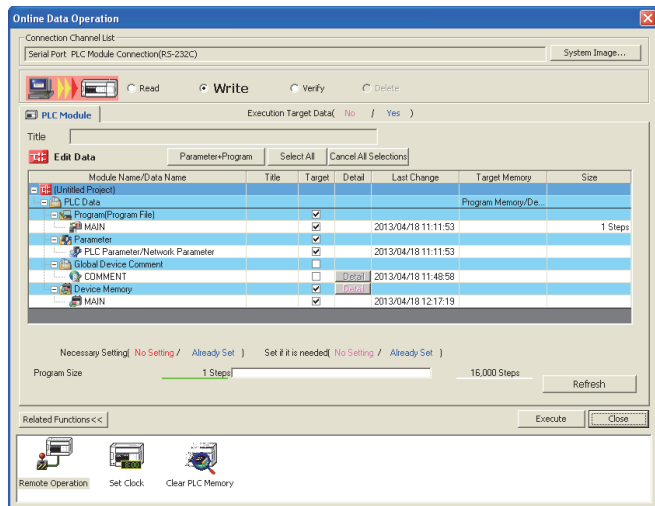 Online Data Operation
Connection Channel List
Serial Port PLC Module Connection(RS-232C)
System Image...
Read Write Verify Delete
PLC Module Execution Target Data( No / Yes )
Title
Edit Data Parameter+Program Select All Cancel All Selections
Module Name/Data Name Title Target Detail Last Change Target Memory Size
(Untitled Project)
PLC Data Program Memory/De...
Program(Program File)
MAIN 2013/04/18 11:11:53 1 Steps
Parameter
PLC Parameter/Network Parameter 2013/04/18 11:11:53
Global Device Comment
COMMENT Detail 2013/04/18 11:48:58
Device Memory Detail
MAIN 2013/04/18 12:17:19
Necessary Setting( No Setting / Already Set ) Set if it is needed( No Setting / Already Set )
Program Size 1 Steps 16,000 Steps
Refresh
Related Functions<< Execute Close
Remote Operation Set Clock Clear PLC Memory